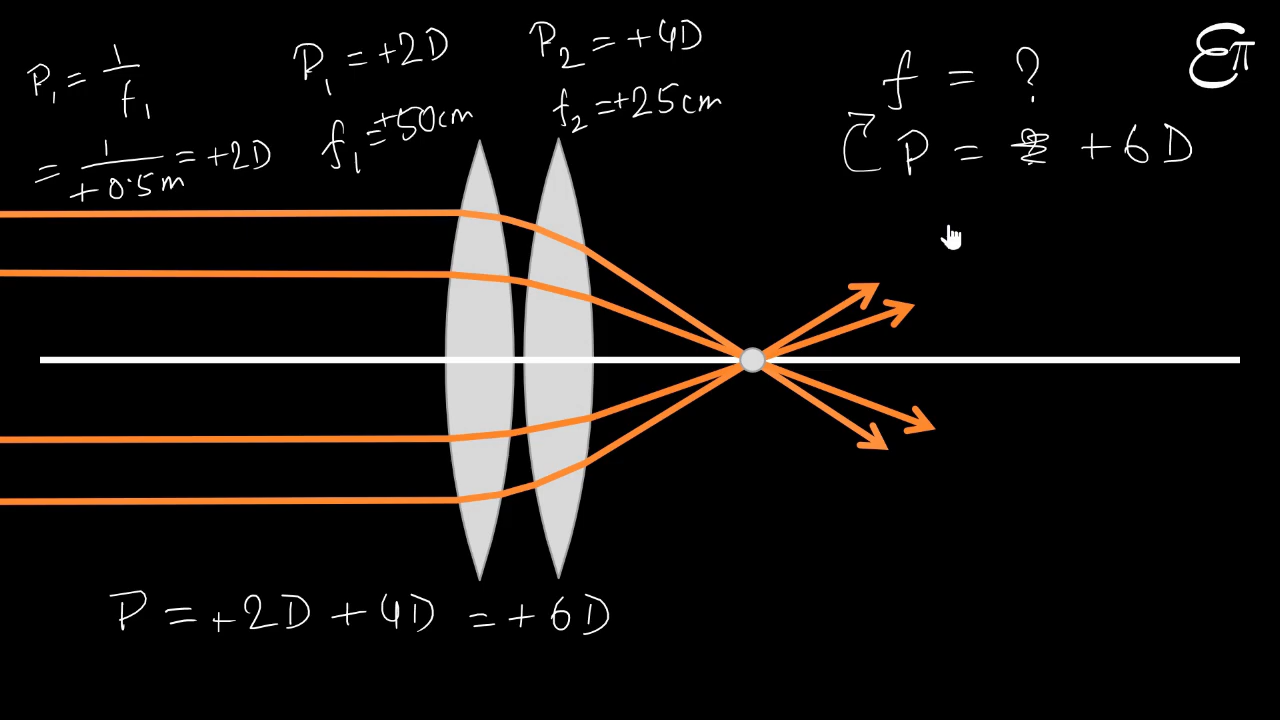 P₁ = 1/f₁
= 1/+0.5m = +2D
P₁ = +2D
f₁ = +50cm
P₂ = +4D
f₂ = +25cm
f = ?
P = +6D
επ
P = +2D + 4D = +6D